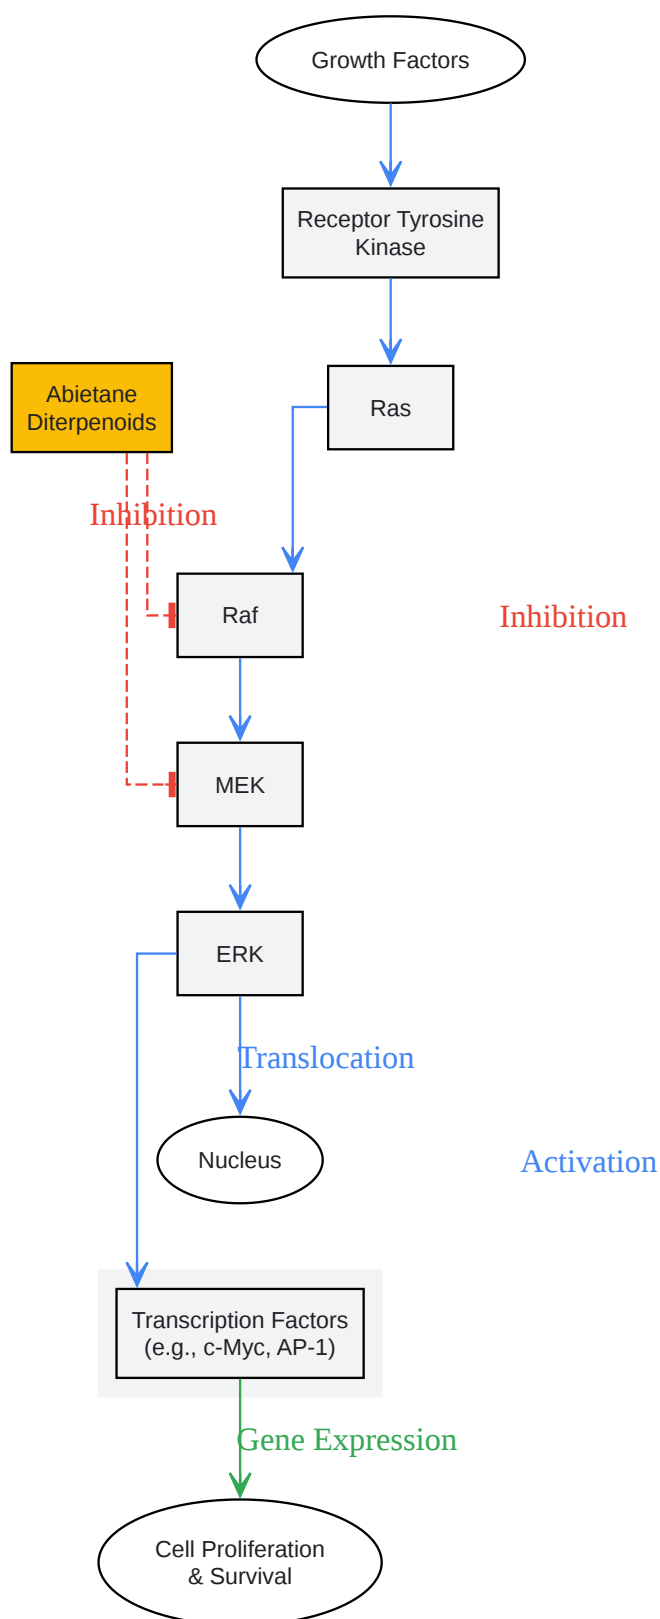 Growth Factors
Receptor Tyrosine
Kinase
Abietane
Diterpenoids
Ras
Inhibition
Raf
Inhibition
MEK
ERK
Translocation
Nucleus
Activation
Transcription Factors
(e.g., c-Myc, AP-1)
Gene Expression
Cell Proliferation
& Survival